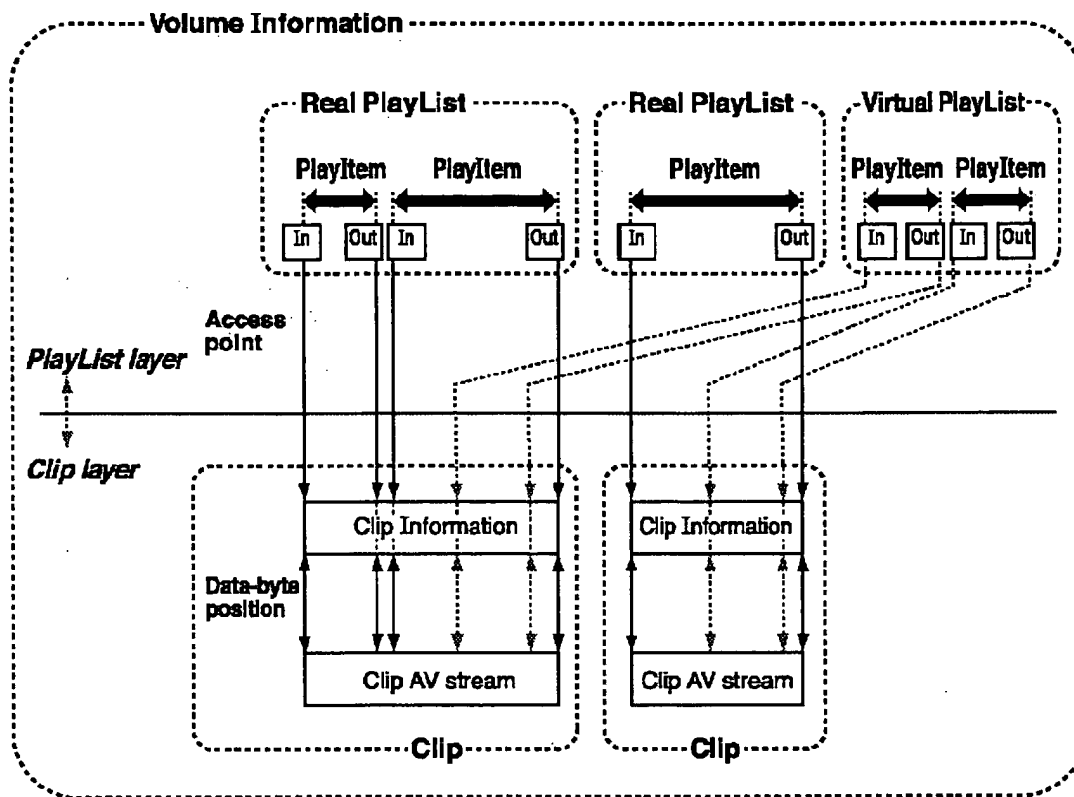 Volume Information
Real PlayList
Real PlayList
Virtual PlayList
PlayItem
PlayItem
PlayItem
PlayItem
PlayItem
In
Out
In
Out
In
Out
In
Out
In
Out
Access
point
PlayList layer
Clip layer
Clip Information
Clip Information
Data-byte
position
Clip AV stream
Clip AV stream
Clip
Clip